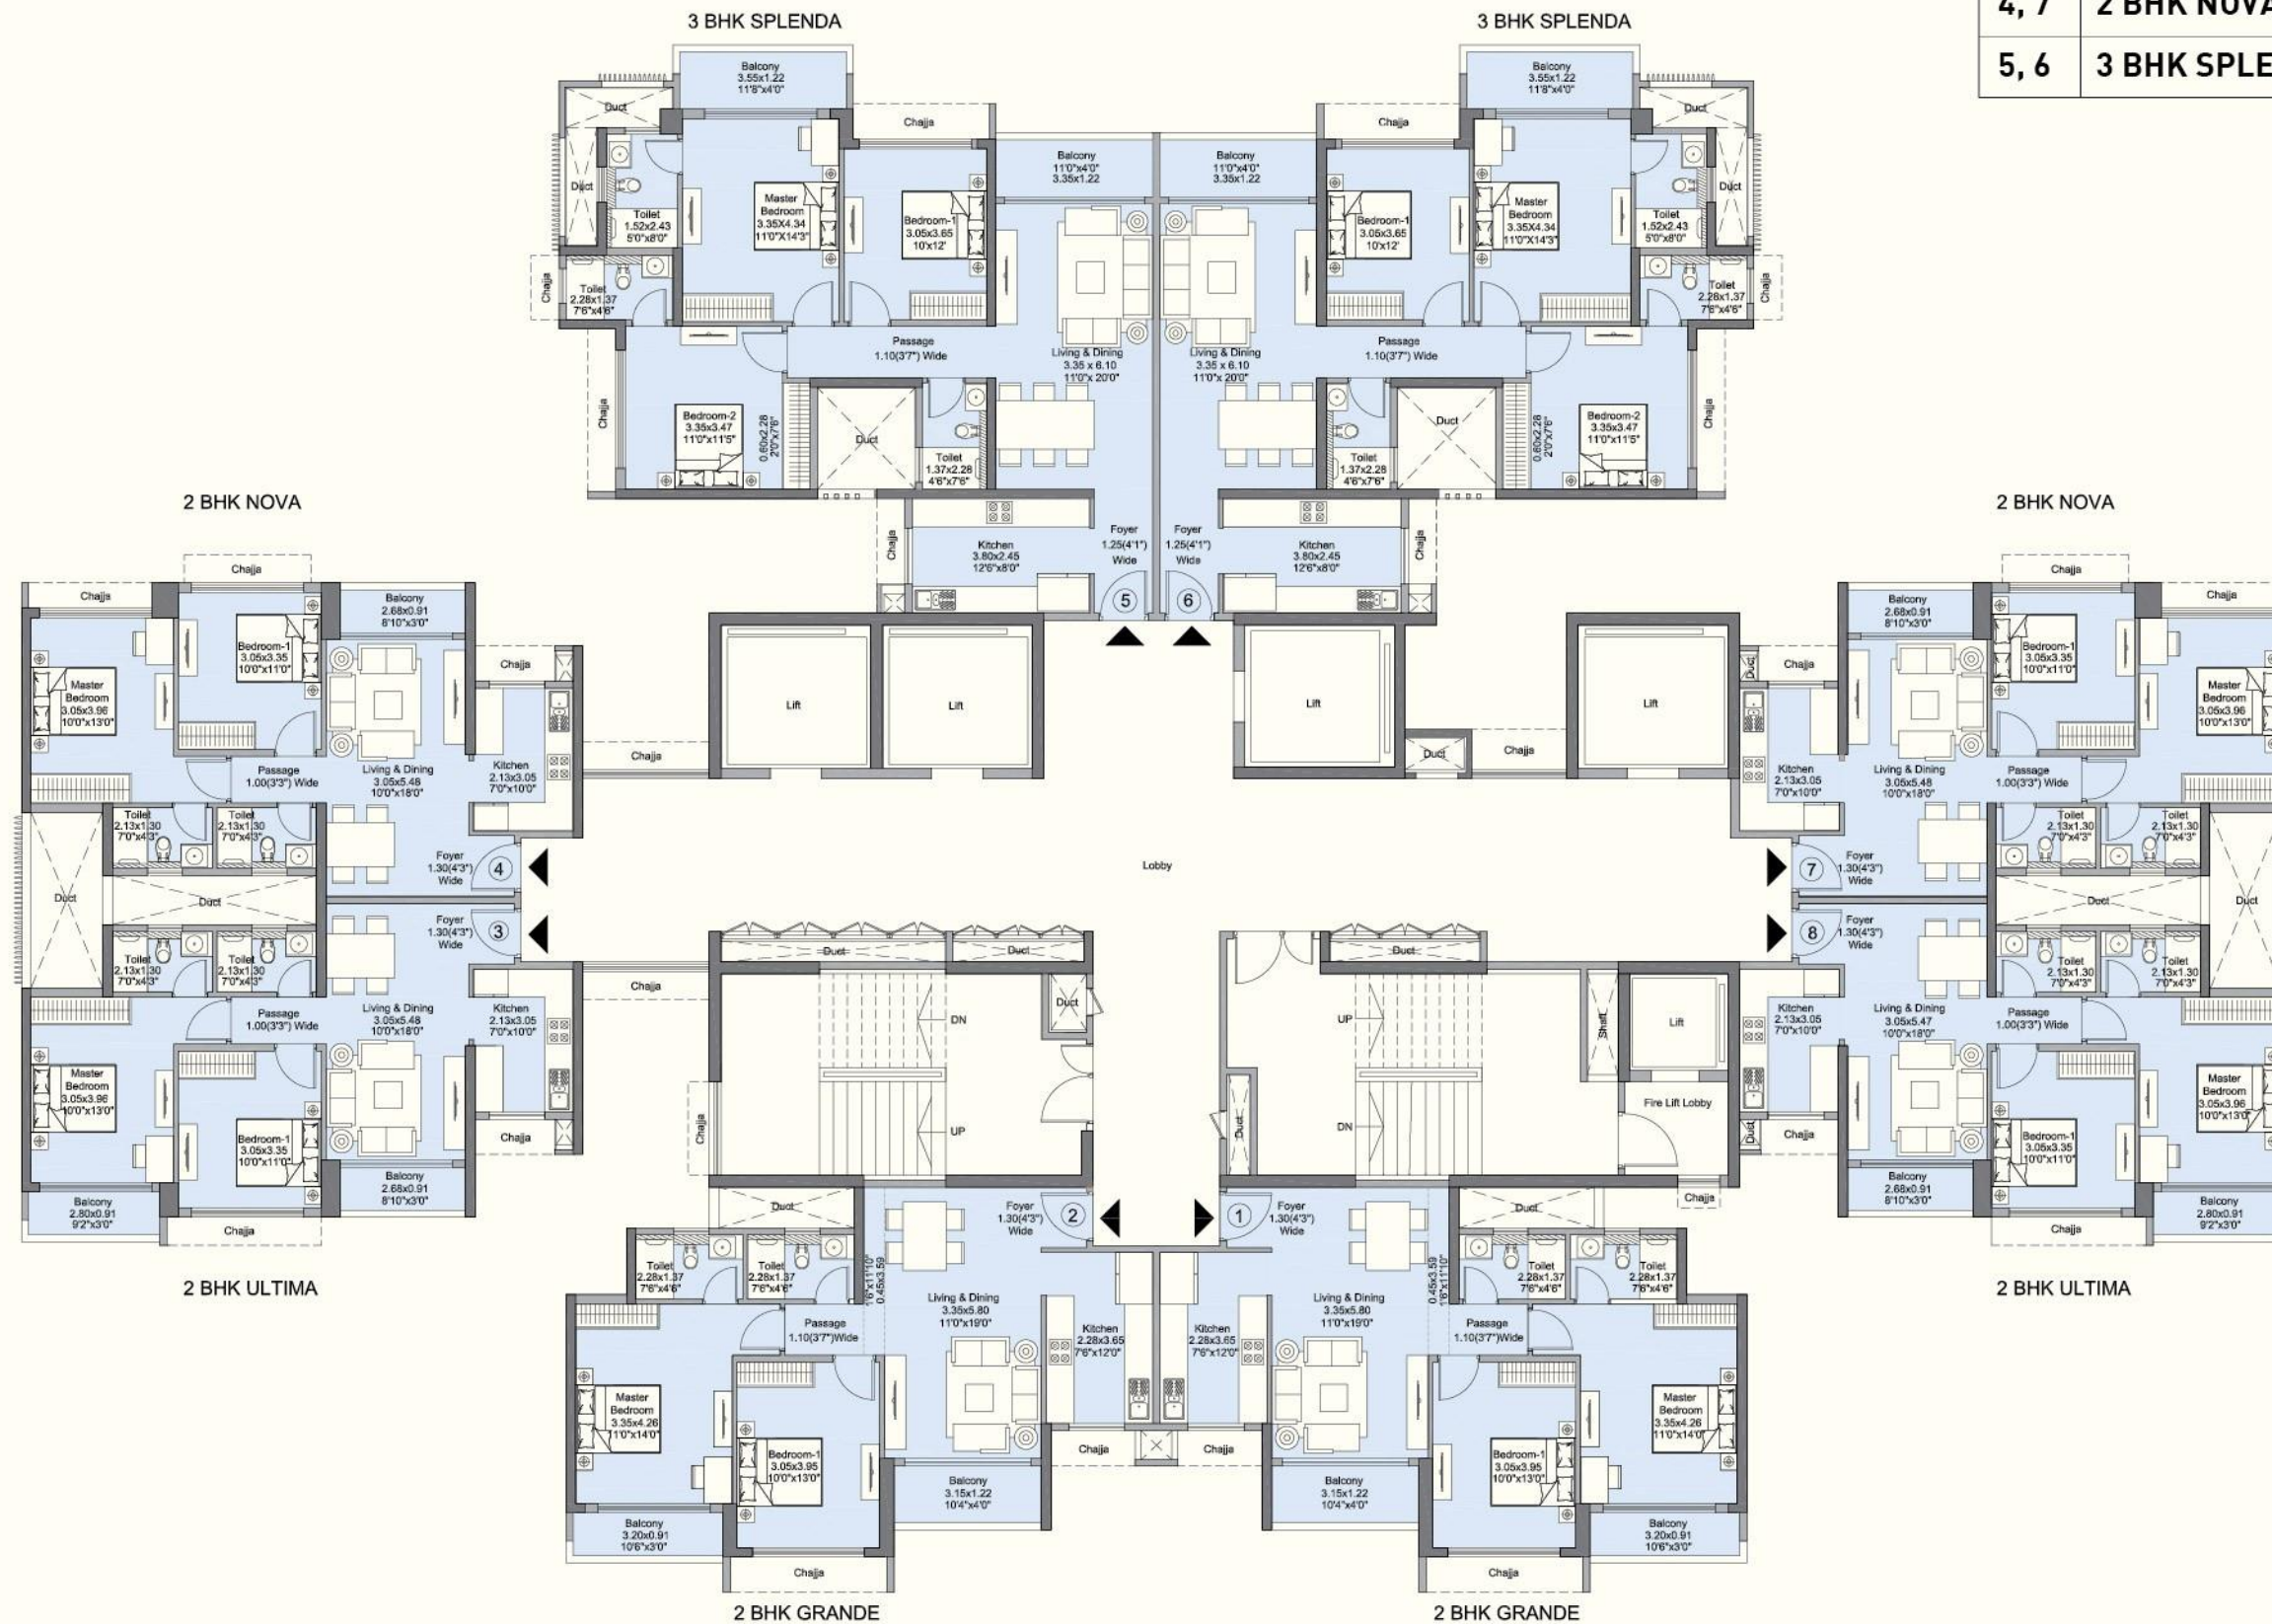 4, 7 2 BHK NOVA
5, 6 3 BHK SPLE
3 BHK SPLENDA
3 BHK SPLENDA
Balcony
3.55x1.22
11'8"x4'0"
Duct
Duct
Chajja
Toilet
1.52x2.43
5'0"x8'0"
Master
Bedroom
3.35X4.34
11'0"X14'3"
Bedroom-1
3.05x3.65
10'x12'
Balcony
11'0"x4'0"
3.35x1.22
Chajja
Toilet
2.28x1.37
7'6"x4'6"
Passage
1.10(3'7") Wide
Living & Dining
3.35 x 6.10
11'0"x 20'0"
Chajja
Bedroom-2
3.35x3.47
11'0"x11'5"
0.60x2.28
2'0"x7'6"
Duct
Toilet
1.37x2.28
4'6"x7'6"
Chajja
Kitchen
3.80x2.45
12'6"x8'0"
Foyer
1.25(4'1")
Wide
5
Balcony
3.55x1.22
11'8"x4'0"
Duct
Duct
Chajja
Balcony
11'0"x4'0"
3.35x1.22
Bedroom-1
3.05x3.65
10'x12'
Master
Bedroom
3.35X4.34
11'0"X14'3"
Toilet
1.52x2.43
5'0"x8'0"
Toilet
2.28x1.37
7'6"x4'6"
Chajja
Living & Dining
3.35 x 6.10
11'0"x 20'0"
Passage
1.10(3'7") Wide
Toilet
1.37x2.28
4'6"x7'6"
Duct
0.60x2.28
2'0"x7'6"
Bedroom-2
3.35x3.47
11'0"x11'5"
Chajja
Foyer
1.25(4'1")
Wide
Kitchen
3.80x2.45
12'6"x8'0"
Chajja
6
2 BHK NOVA
Chajja
Chajja
Balcony
2.68x0.91
8'10"x3'0"
Master
Bedroom
3.05x3.96
10'0"x13'0"
Bedroom-1
3.05x3.35
10'0"x11'0"
Chajja
Passage
1.00(3'3") Wide
Living & Dining
3.05x5.48
10'0"x18'0"
Kitchen
2.13x3.05
7'0"x10'0"
Toilet
2.13x1.30
7'0"x4'3"
Toilet
2.13x1.30
7'0"x4'3"
Foyer
1.30(4'3")
Wide
4
Duct
Duct
Chajja
Lift
Lift
Lift
Duct
Chajja
Lift
Lobby
2 BHK NOVA
Chajja
Chajja
Balcony
2.68x0.91
8'10"x3'0"
Duct
Chajja
Bedroom-1
3.05x3.35
10'0"x11'0"
Master
Bedroom
3.05x3.96
10'0"x13'0"
Kitchen
2.13x3.05
7'0"x10'0"
Living & Dining
3.05x5.48
10'0"x18'0"
Passage
1.00(3'3") Wide
Toilet
2.13x1.30
7'0"x4'3"
Toilet
2.13x1.30
7'0"x4'3"
7
Foyer
1.30(4'3")
Wide
Duct
Duct
3
Foyer
1.30(4'3")
Wide
Toilet
2.13x1.30
7'0"x4'3"
Toilet
2.13x1.30
7'0"x4'3"
Passage
1.00(3'3") Wide
Living & Dining
3.05x5.48
10'0"x18'0"
Kitchen
2.13x3.05
7'0"x10'0"
Master
Bedroom
3.05x3.96
10'0"x13'0"
Bedroom-1
3.05x3.35
10'0"x11'0"
Chajja
Balcony
2.68x0.91
8'10"x3'0"
Balcony
2.80x0.91
9'2"x3'0"
Chajja
2 BHK ULTIMA
Chajja
Duct
Duct
Duct
DN
UP
Chajja
Duct
UP
DN
Duct
Shaft
Lift
Fire Lift Lobby
Chajja
8
Foyer
1.30(4'3")
Wide
Toilet
2.13x1.30
7'0"x4'3"
Toilet
2.13x1.30
7'0"x4'3"
Kitchen
2.13x3.05
7'0"x10'0"
Living & Dining
3.05x5.47
10'0"x18'0"
Passage
1.00(3'3") Wide
Master
Bedroom
3.05x3.96
10'0"x13'0"
Bedroom-1
3.05x3.35
10'0"x11'0"
Duct
Chajja
Balcony
2.68x0.91
8'10"x3'0"
Balcony
2.80x0.91
9'2"x3'0"
Chajja
2 BHK ULTIMA
Duct
Foyer
1.30(4'3")
Wide
2
Toilet
2.28x1.37
7'6"x4'6"
Toilet
2.28x1.37
7'6"x4'6"
1'6"x11'10"
0.45x3.59
Living & Dining
3.35x5.80
11'0"x19'0"
Passage
1.10(3'7")Wide
Kitchen
2.28x3.65
7'6"x12'0"
Master
Bedroom
3.35x4.26
11'0"x14'0"
Bedroom-1
3.05x3.95
10'0"x13'0"
Chajja
Balcony
3.15x1.22
10'4"x4'0"
Balcony
3.20x0.91
10'6"x3'0"
Chajja
2 BHK GRANDE
1
Foyer
1.30(4'3")
Wide
Duct
Toilet
2.28x1.37
7'6"x4'6"
Toilet
2.28x1.37
7'6"x4'6"
0.45x3.59
1'6"x11'10"
Kitchen
2.28x3.65
7'6"x12'0"
Living & Dining
3.35x5.80
11'0"x19'0"
Passage
1.10(3'7")Wide
Master
Bedroom
3.35x4.26
11'0"x14'0"
Bedroom-1
3.05x3.95
10'0"x13'0"
Chajja
Balcony
3.15x1.22
10'4"x4'0"
Balcony
3.20x0.91
10'6"x3'0"
Chajja
2 BHK GRANDE